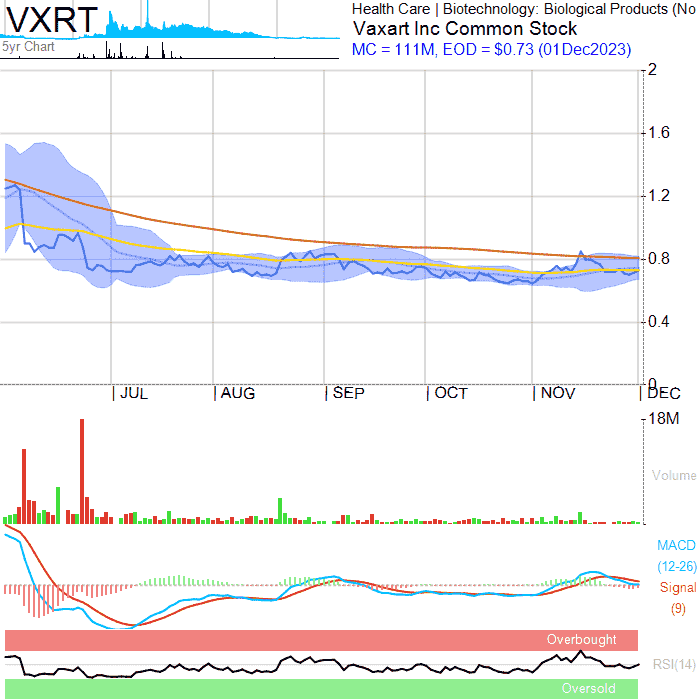 VXRT
5yr Chart
Health Care | Biotechnology: Biological Products (No
Vaxart Inc Common Stock
MC = 111M, EOD = $0.73 (01Dec2023)
2
1.6
1.2
0.8
0.4
0
| JUL | AUG | SEP | OCT | NOV | DEC
18M
Volume
MACD
(12-26)
Signal
(9)
Overbought
RSI(14)
Oversold